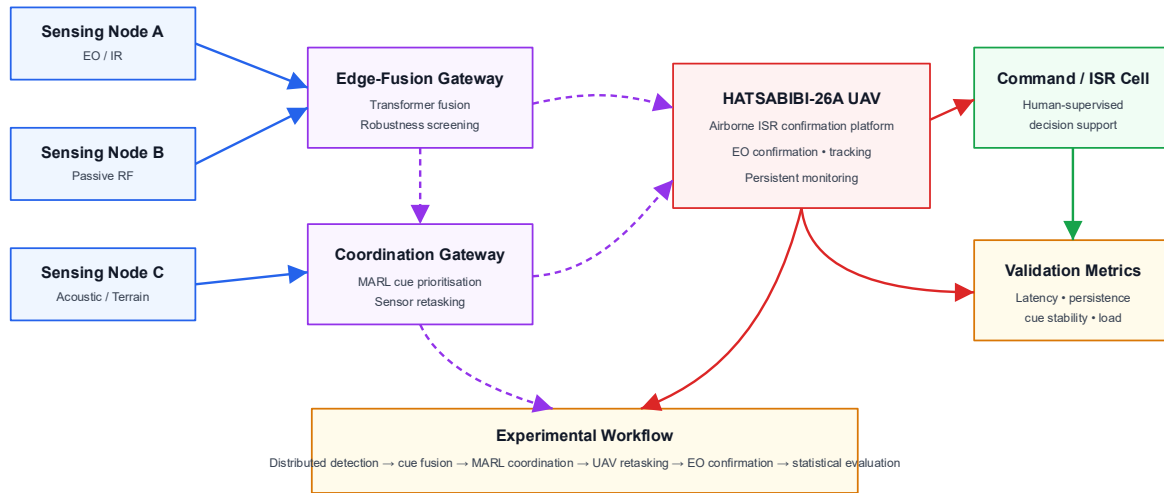 Sensing Node A
EO / IR
Sensing Node B
Passive RF
Sensing Node C
Acoustic / Terrain
Edge-Fusion Gateway
Transformer fusion
Robustness screening
Coordination Gateway
MARL cue prioritisation
Sensor retasking
HATSABIBI-26A UAV
Airborne ISR confirmation platform
EO confirmation • tracking
Persistent monitoring
Command / ISR Cell
Human-supervised
decision support
Validation Metrics
Latency • persistence
cue stability • load
Experimental Workflow
Distributed detection → cue fusion → MARL coordination → UAV retasking → EO confirmation → statistical evaluation